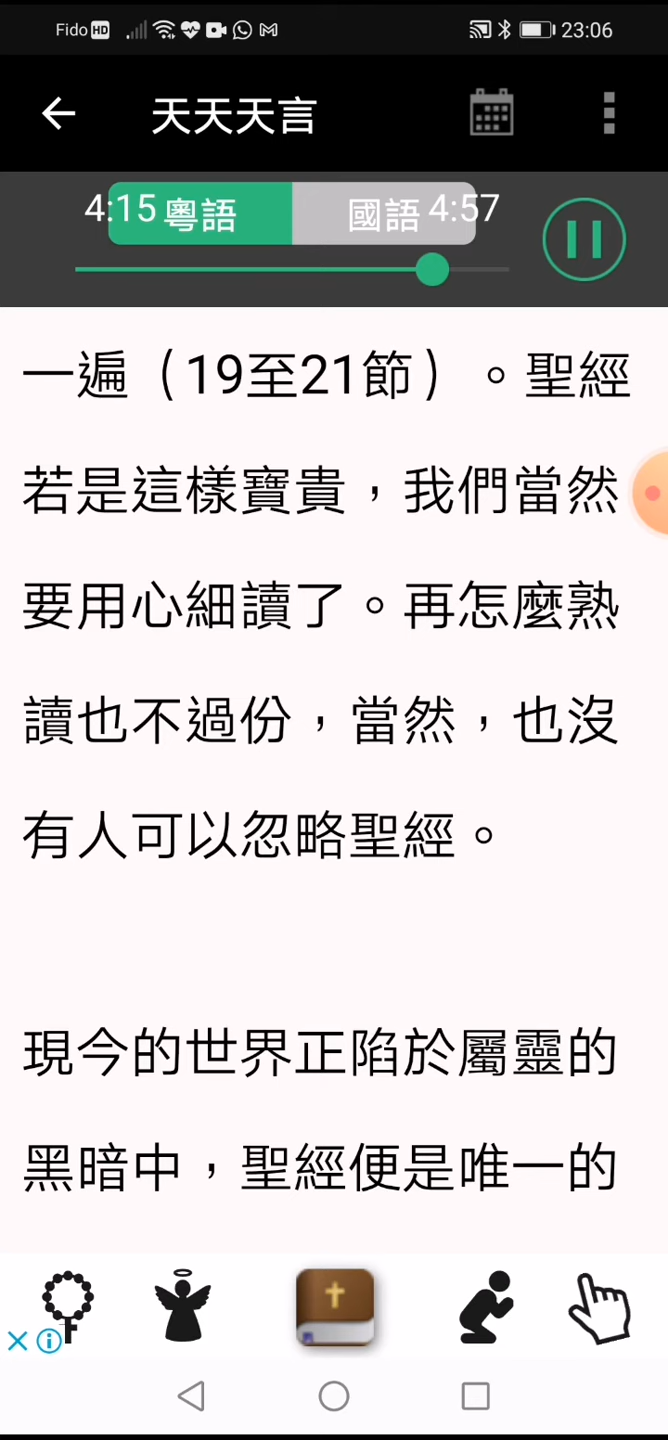 Fido HD 23:06
天天天言
4:15 粵語 國語 4:57
一遍（19至21節）。聖經
若是這樣寶貴，我們當然
要用心細讀了。再怎麼熟
讀也不過份，當然，也沒
有人可以忽略聖經。
現今的世界正陷於屬靈的
黑暗中，聖經便是唯一的